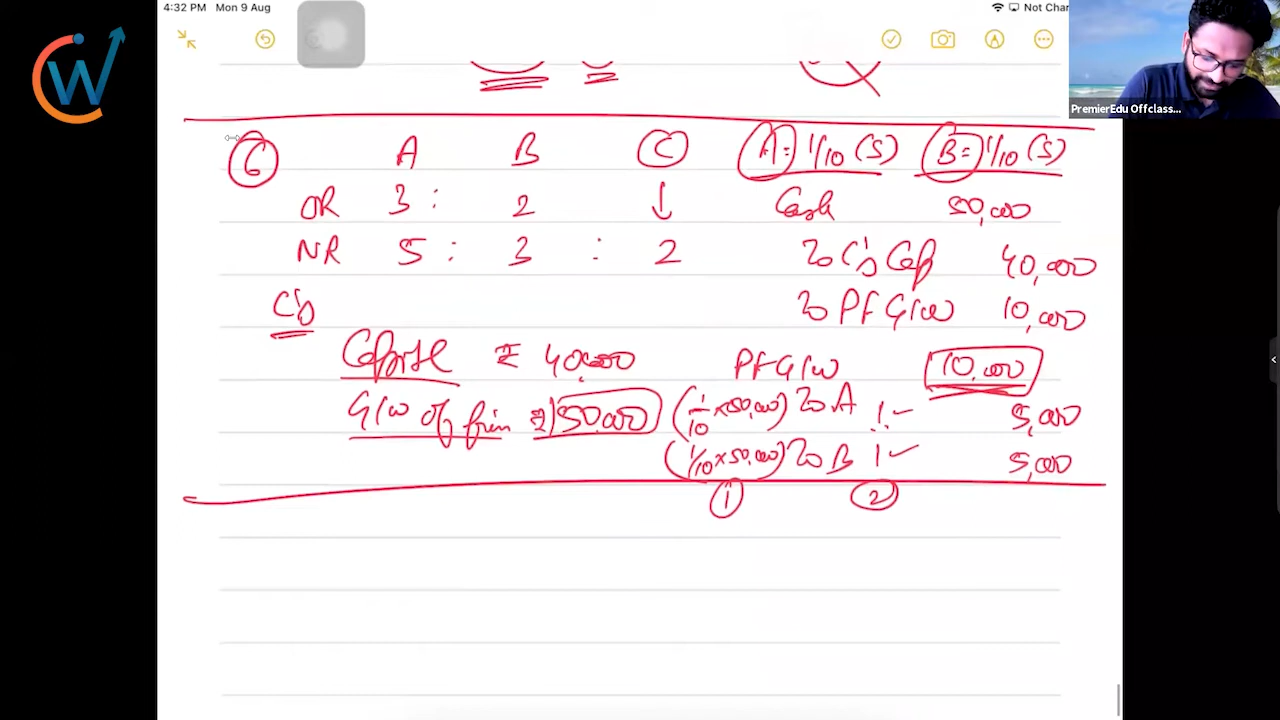 4:32 PM Mon 9 Aug
Not Char
PremierEdu Offclass...
6 A B C A = 1/10 (S) B = 1/10 (S)
OR 3 : 2 ↓ Cash 50,000
NR 5 : 3 : 2 To C's Cap 40,000
C's To Pf G/w 10,000
Capital ₹ 40,000 Pf G/w 10,000
G/w of firm ₹ 50,000 (1/10 × 50,000) To A 1 5,000
(1/10 × 50,000) To B 1 5,000
1 2